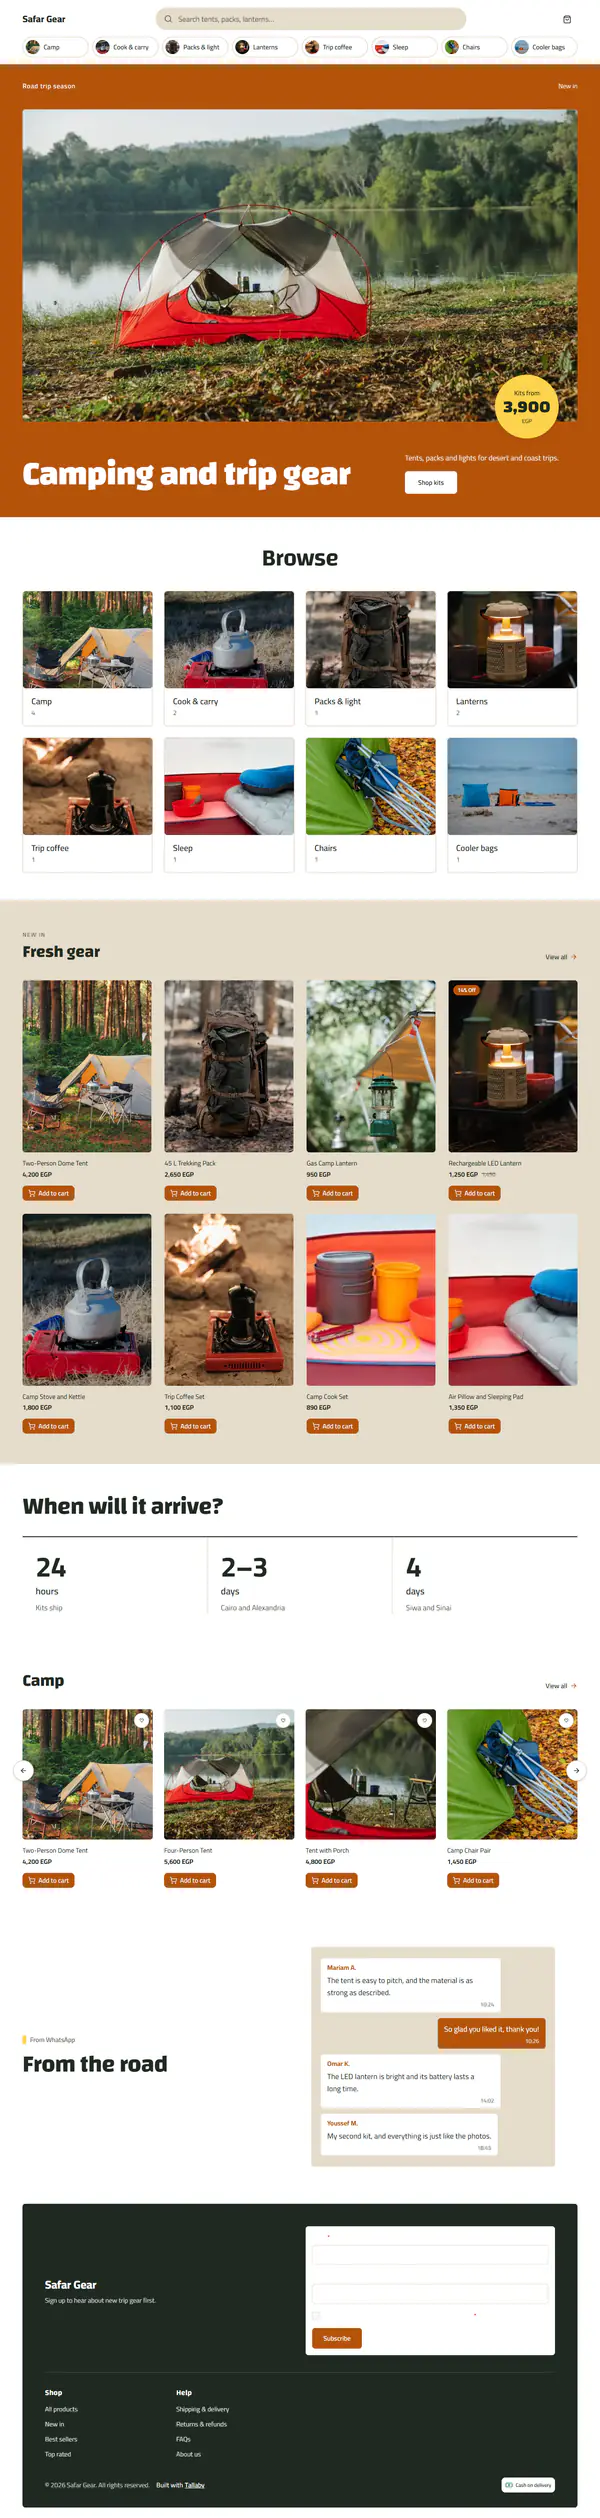 Safar Gear
Search tents, packs, lanterns...
Camp
Cook & carry
Packs & light
Lanterns
Trip coffee
Sleep
Chairs
Cooler bags
Road trip season
New in
Kits from
3,900
EGP
Camping and trip gear
Tents, packs and lights for desert and coast trips.
Shop kits
Browse
Camp
4
Cook & carry
2
Packs & light
1
Lanterns
2
Trip coffee
1
Sleep
1
Chairs
1
Cooler bags
1
NEW IN
Fresh gear
View all
14% Off
Two-Person Dome Tent
4,200 EGP
Add to cart
45 L Trekking Pack
2,650 EGP
Add to cart
Gas Camp Lantern
950 EGP
Add to cart
Rechargeable LED Lantern
1,250 EGP
Add to cart
Camp Stove and Kettle
1,800 EGP
Add to cart
Trip Coffee Set
1,100 EGP
Add to cart
Camp Cook Set
890 EGP
Add to cart
Air Pillow and Sleeping Pad
1,350 EGP
Add to cart
When will it arrive?
24
hours
Kits ship
2–3
days
Cairo and Alexandria
4
days
Siwa and Sinai
Camp
View all
Two-Person Dome Tent
4,200 EGP
Add to cart
Four-Person Tent
5,600 EGP
Add to cart
Tent with Porch
4,800 EGP
Add to cart
Camp Chair Pair
1,450 EGP
Add to cart
From WhatsApp
From the road
Mariam A.
The tent is easy to pitch, and the material is as
strong as described.
10:24
So glad you liked it, thank you!
10:26
Omar K.
The LED lantern is bright and its battery lasts a
long time.
14:02
Youssef M.
My second kit, and everything is just like the photos.
18:45
Safar Gear
Sign up to hear about new trip gear first.
*
*
Subscribe
Shop
All products
New in
Best sellers
Top rated
Help
Shipping & delivery
Returns & refunds
FAQs
About us
© 2026 Safar Gear. All rights reserved.
Built with Tallaby
Cash on delivery